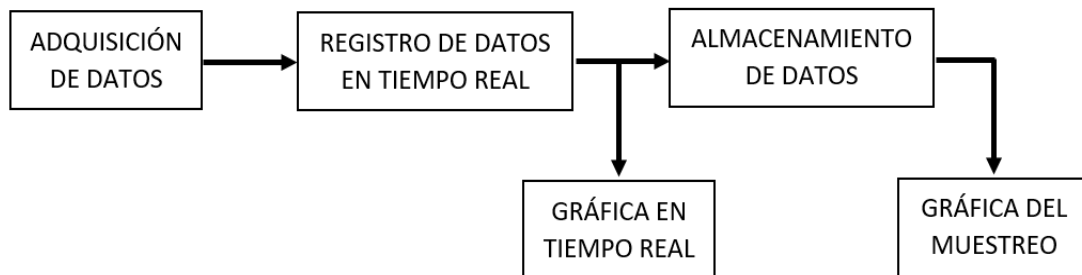 ADQUISICIÓN
DE DATOS
REGISTRO DE DATOS
EN TIEMPO REAL
ALMACENAMIENTO
DE DATOS
GRÁFICA EN
TIEMPO REAL
GRÁFICA DEL
MUESTREO